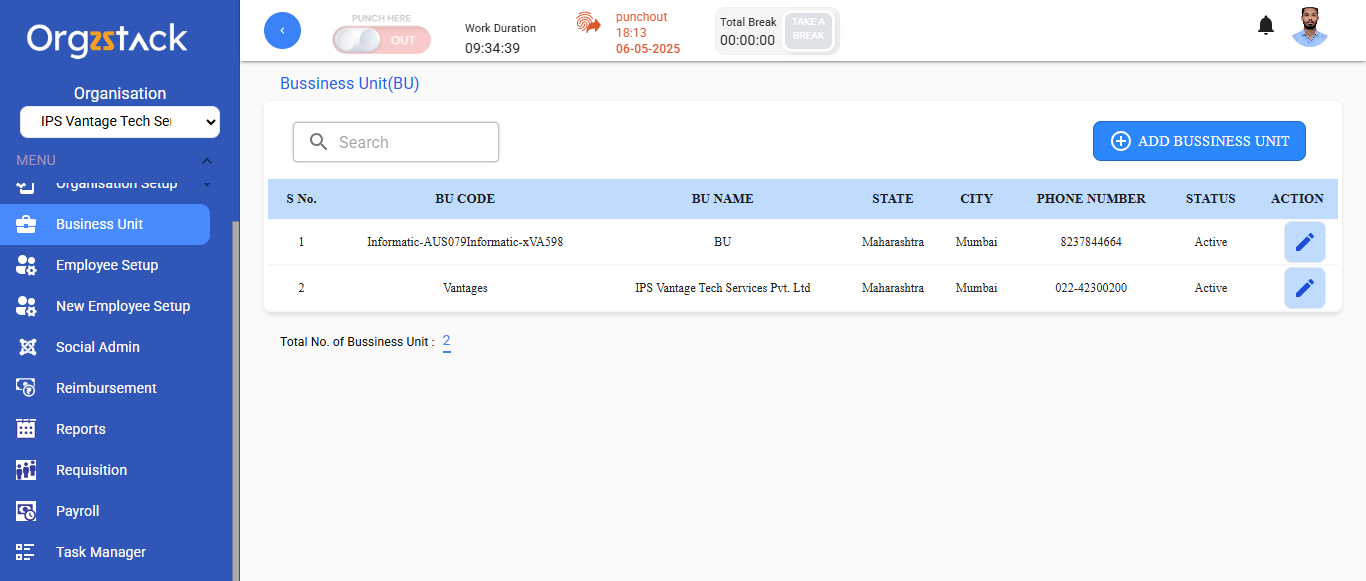 Orgzstack
Organisation
IPS Vantage Tech Ser
MENU
Organisation Setup
Business Unit
Employee Setup
New Employee Setup
Social Admin
Reimbursement
Reports
Requisition
Payroll
Task Manager
PUNCH HERE
OUT
Work Duration
09:34:39
punchout
18:13
06-05-2025
Total Break
00:00:00
TAKE A
BREAK
Bussiness Unit(BU)
Search
ADD BUSSINESS UNIT
S No. BU CODE BU NAME STATE CITY PHONE NUMBER STATUS ACTION
1 Informatic-AUS079Informatic-xVA598 BU Maharashtra Mumbai 8237844664 Active
2 Vantages IPS Vantage Tech Services Pvt. Ltd Maharashtra Mumbai 022-42300200 Active
Total No. of Bussiness Unit : 2